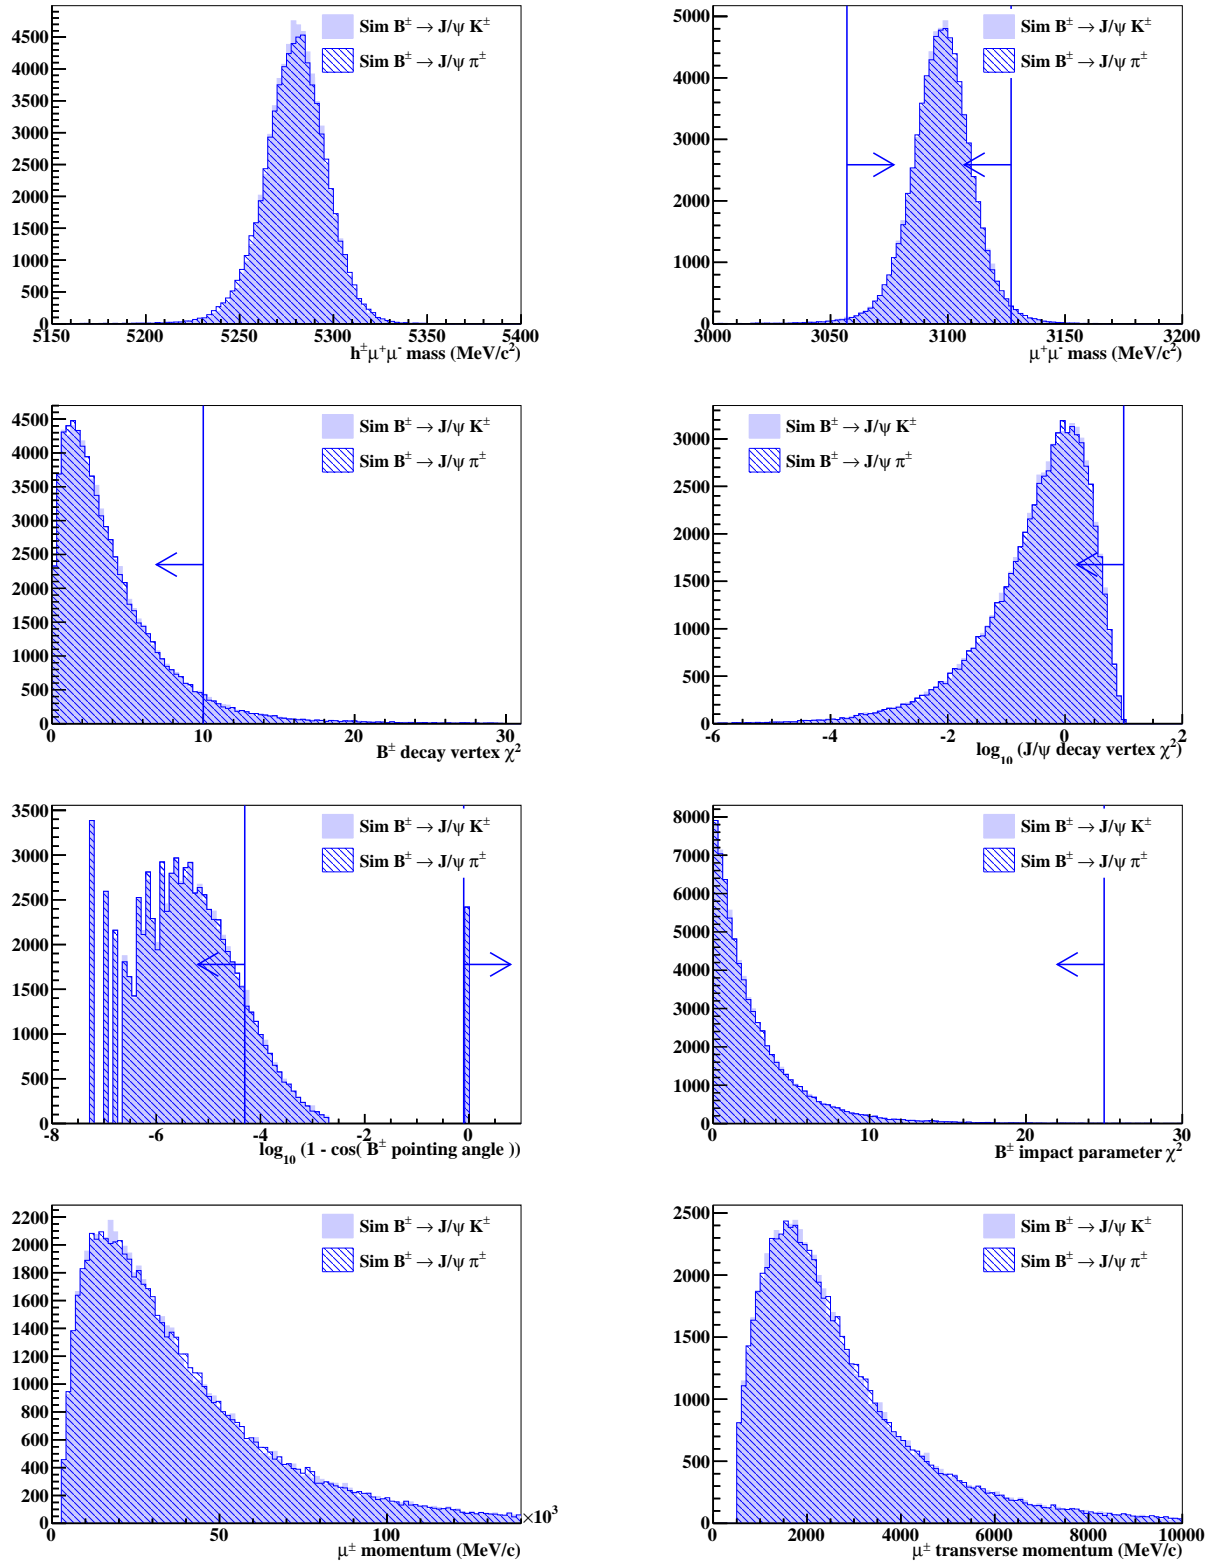 4500
4000
3500
3000
2500
2000
1500
1000
500
0
5150 5200 5250 5300 5350 5400
h± μ+μ- mass (MeV/c²)
Sim B± → J/ψ K±
Sim B± → J/ψ π±
5000
4000
3000
2000
1000
0
3000 3050 3100 3150 3200
μ+μ- mass (MeV/c²)
Sim B± → J/ψ K±
Sim B± → J/ψ π±
4500
4000
3500
3000
2500
2000
1500
1000
500
0
0 10 20 30
B± decay vertex χ²
Sim B± → J/ψ K±
Sim B± → J/ψ π±
3000
2500
2000
1500
1000
500
0
-6 -4 -2 0 2
log₁₀ (J/ψ decay vertex χ²)
Sim B± → J/ψ K±
Sim B± → J/ψ π±
3500
3000
2500
2000
1500
1000
500
0
-8 -6 -4 -2 0
log₁₀ (1 - cos( B± pointing angle ))
Sim B± → J/ψ K±
Sim B± → J/ψ π±
8000
7000
6000
5000
4000
3000
2000
1000
0
0 10 20 30
B± impact parameter χ²
Sim B± → J/ψ K±
Sim B± → J/ψ π±
2200
2000
1800
1600
1400
1200
1000
800
600
400
200
0
0 50 100 ×10³
μ± momentum (MeV/c)
Sim B± → J/ψ K±
Sim B± → J/ψ π±
2500
2000
1500
1000
500
0
0 2000 4000 6000 8000 10000
μ± transverse momentum (MeV/c)
Sim B± → J/ψ K±
Sim B± → J/ψ π±